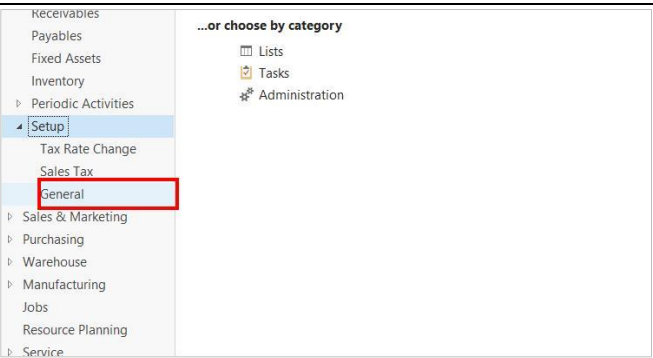 Receivables
Payables
Fixed Assets
Inventory
Periodic Activities
Setup
Tax Rate Change
Sales Tax
General
Sales & Marketing
Purchasing
Warehouse
Manufacturing
Jobs
Resource Planning
Service
...or choose by category
Lists
Tasks
Administration